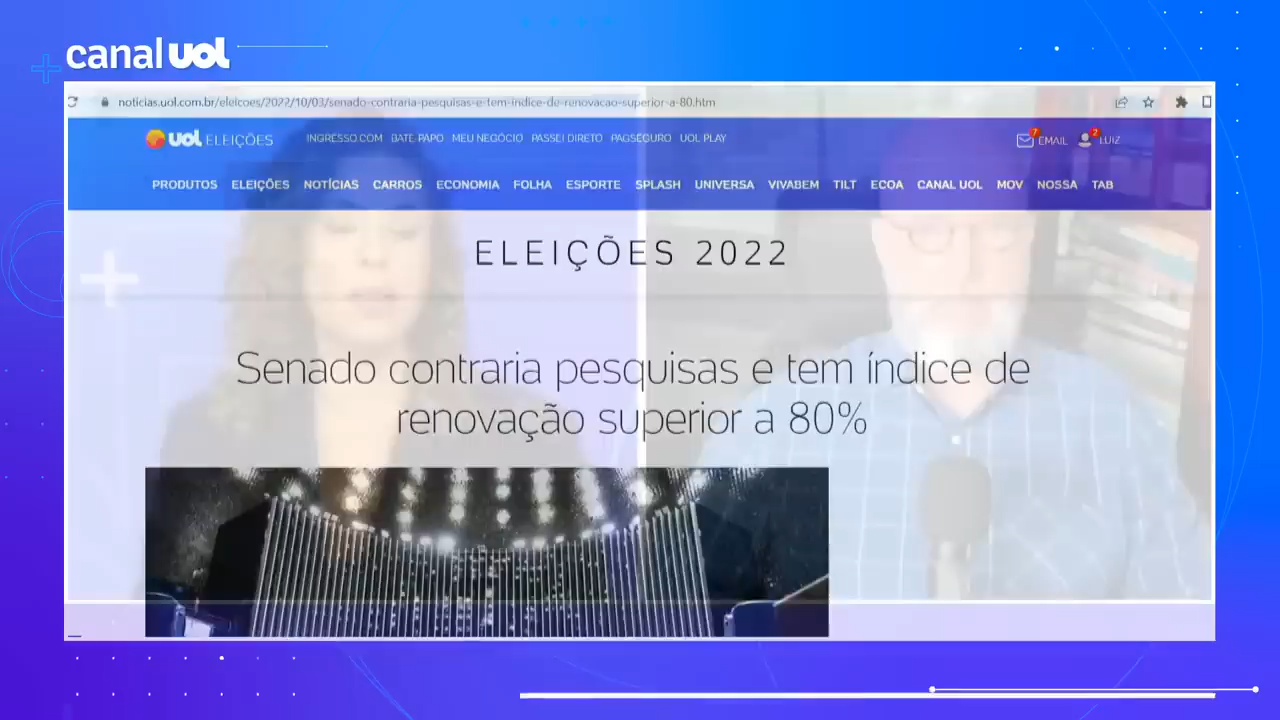 canal uol
noticias.uol.com.br/eleicoes/2022/10/03/senado-contraria-pesquisas-e-tem-indice-de-renovacao-superior-a-80.htm
uol ELEIÇÕES INGRESSO.COM BATE-PAPO MEU NEGÓCIO PASSEI DIRETO PAGSEGURO UOL PLAY 7 EMAIL 2 LUIZ
PRODUTOS ELEIÇÕES NOTÍCIAS CARROS ECONOMIA FOLHA ESPORTE SPLASH UNIVERSA VIVABEM TILT ECOA CANAL UOL MOV NOSSA TAB
ELEIÇÕES 2022
Senado contraria pesquisas e tem índice de
renovação superior a 80%